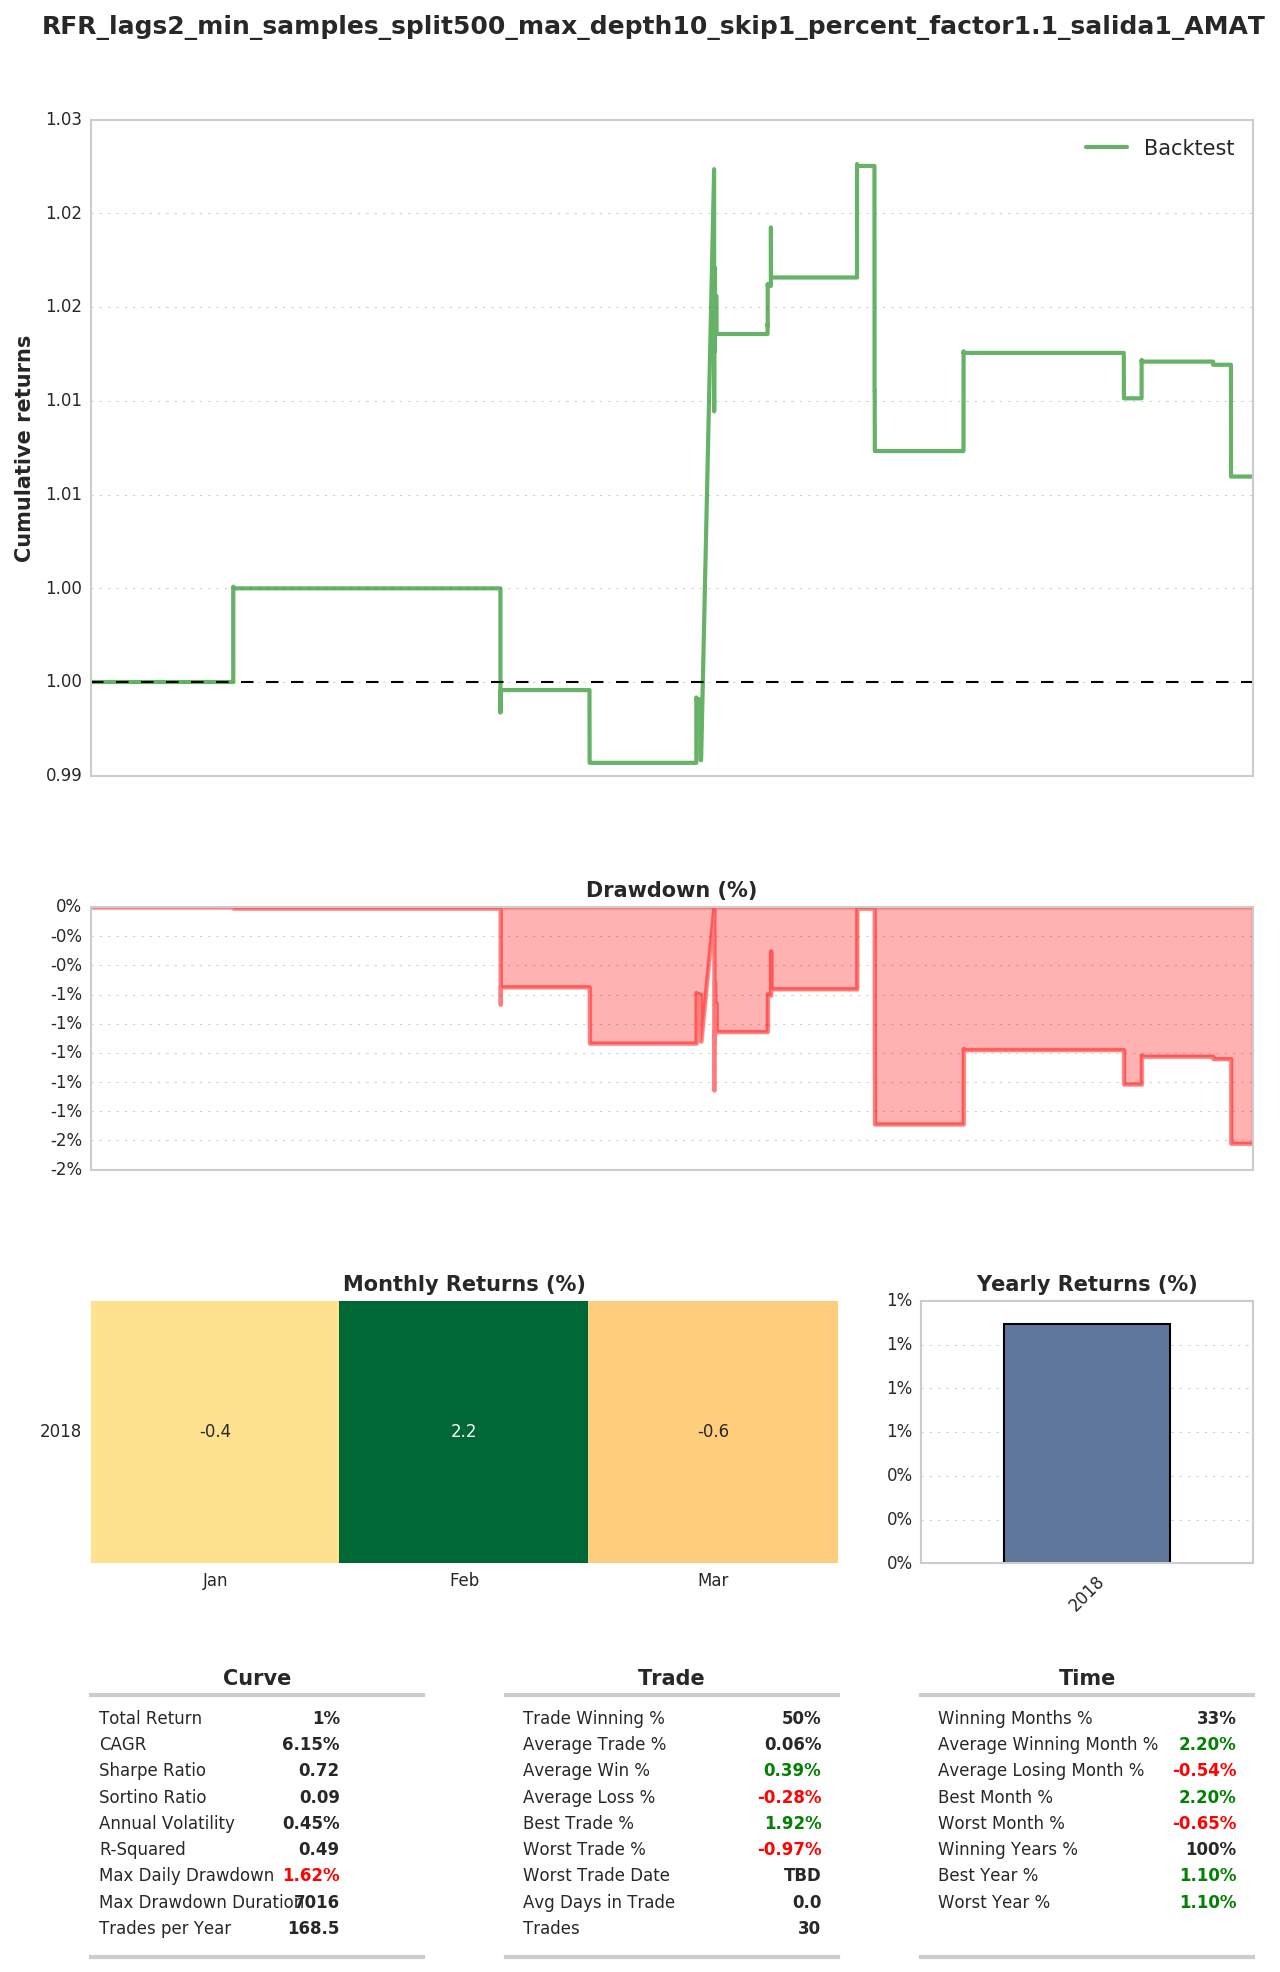 RFR_lags2_min_samples_split500_max_depth10_skip1_percent_factor1.1_salida1_AMAT
1.03
Backtest
1.02
1.02
1.01
1.01
1.00
1.00
0.99
Cumulative returns
Drawdown (%)
0%
-0%
-0%
-1%
-1%
-1%
-1%
-1%
-2%
-2%
Monthly Returns (%)
2018
-0.4
2.2
-0.6
Jan
Feb
Mar
Yearly Returns (%)
1%
1%
1%
1%
0%
0%
0%
2018
Curve
Total Return 1%
CAGR 6.15%
Sharpe Ratio 0.72
Sortino Ratio 0.09
Annual Volatility 0.45%
R-Squared 0.49
Max Daily Drawdown 1.62%
Max Drawdown Duration 7016
Trades per Year 168.5
Trade
Trade Winning % 50%
Average Trade % 0.06%
Average Win % 0.39%
Average Loss % -0.28%
Best Trade % 1.92%
Worst Trade % -0.97%
Worst Trade Date TBD
Avg Days in Trade 0.0
Trades 30
Time
Winning Months % 33%
Average Winning Month % 2.20%
Average Losing Month % -0.54%
Best Month % 2.20%
Worst Month % -0.65%
Winning Years % 100%
Best Year % 1.10%
Worst Year % 1.10%